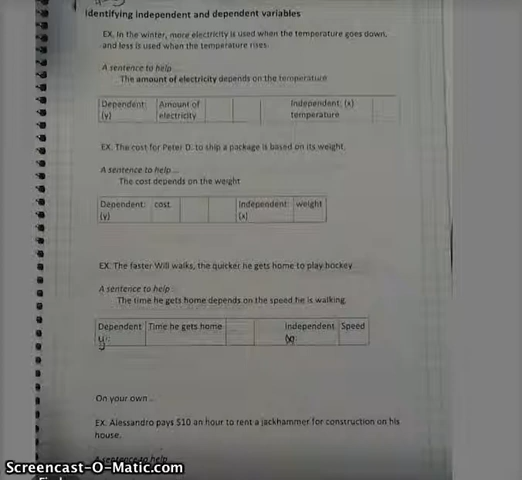 Identifying independent and dependent variables
EX. In the winter, more electricity is used when the temperature goes down,
and less is used when the temperature rises.
A sentence to help...
The amount of electricity depends on the temperature
Dependent: Amount of Independent: (x)
(y) electricity temperature
EX. The cost for Peter D. to ship a package is based on its weight.
A sentence to help...
The cost depends on the weight
Dependent: cost Independent: weight
(y) (x)
EX. The faster Will walks, the quicker he gets home to play hockey
A sentence to help
The time he gets home depends on the speed he is walking
Dependent Time he gets home Independent Speed
y:
On your own...
EX. Alessandro pays $10 an hour to rent a jackhammer for construction on his
house.
A sentence to help
Screencast-O-Matic.com